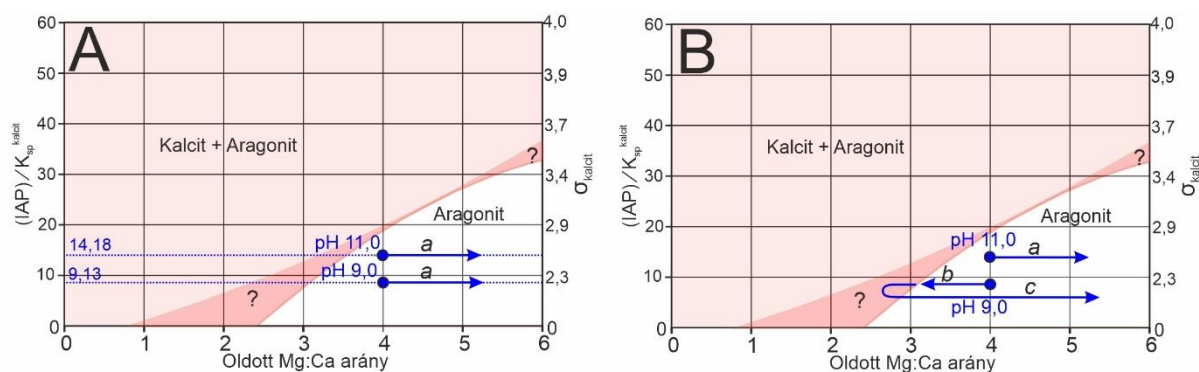 A
60
50
40
30
20
10
0
(IAP)/K_sp^kalcit
14,18
9,13
Kalcit + Aragonit
?
Aragonit
pH 11,0
a
pH 9,0
a
?
4,0
3,9
3,7
3,4
2,9
2,3
0
σ_kalcit
0 1 2 3 4 5 6
Oldott Mg:Ca arány
B
60
50
40
30
20
10
0
(IAP)/K_sp^kalcit
Kalcit + Aragonit
?
Aragonit
pH 11,0
a
b
c
pH 9,0
?
4,0
3,9
3,7
3,4
2,9
2,3
0
σ_kalcit
0 1 2 3 4 5 6
Oldott Mg:Ca arány